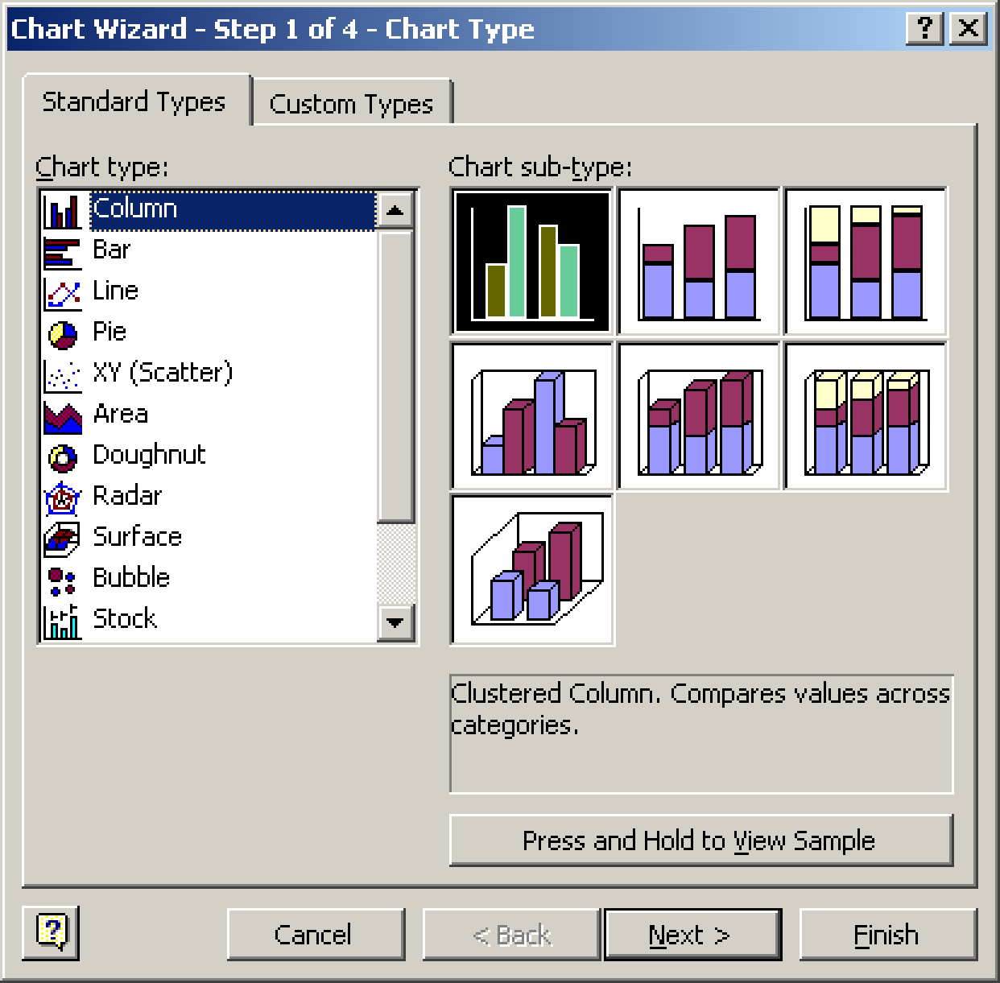 Chart Wizard - Step 1 of 4 - Chart Type
Standard Types
Custom Types
Chart type:
Column
Bar
Line
Pie
XY (Scatter)
Area
Doughnut
Radar
Surface
Bubble
Stock
Chart sub-type:
Clustered Column. Compares values across
categories.
Press and Hold to View Sample
Cancel
< Back
Next >
Finish